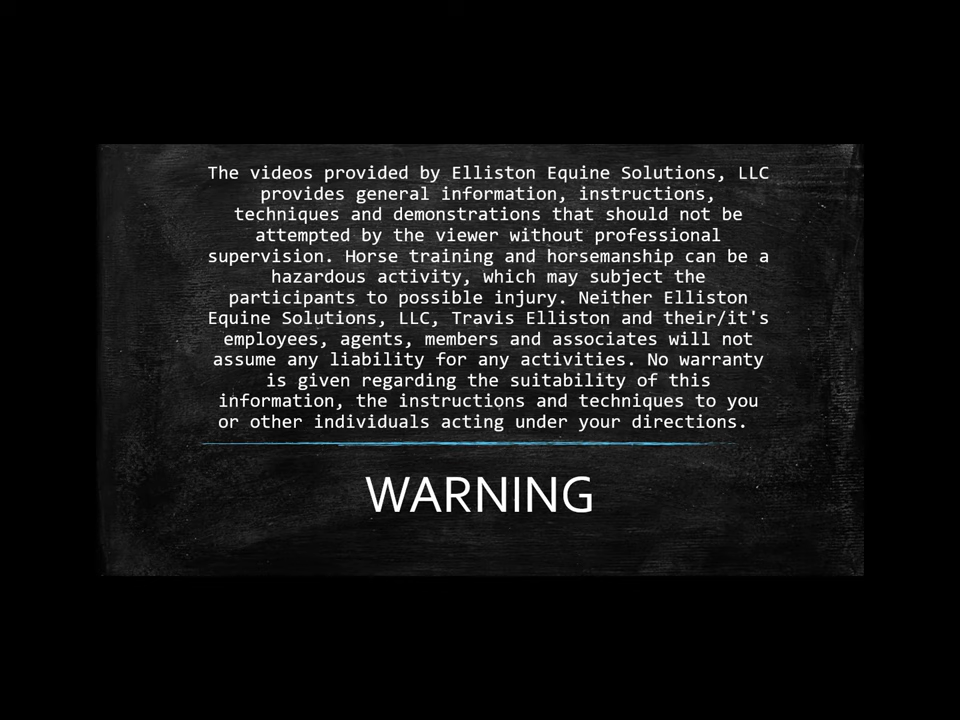 The videos provided by Elliston Equine Solutions, LLC
provides general information, instructions,
techniques and demonstrations that should not be
attempted by the viewer without professional
supervision. Horse training and horsemanship can be a
hazardous activity, which may subject the
participants to possible injury. Neither Elliston
Equine Solutions, LLC, Travis Elliston and their/it's
employees, agents, members and associates will not
assume any liability for any activities. No warranty
is given regarding the suitability of this
information, the instructions and techniques to you
or other individuals acting under your directions.
WARNING